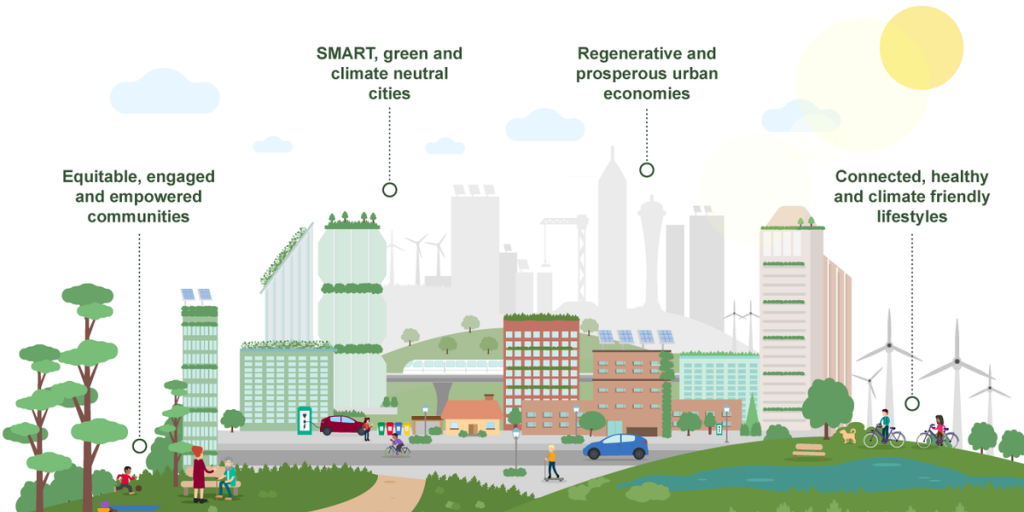 SMART, green and
climate neutral
cities
Regenerative and
prosperous urban
economies
Equitable, engaged
and empowered
communities
Connected, healthy
and climate friendly
lifestyles